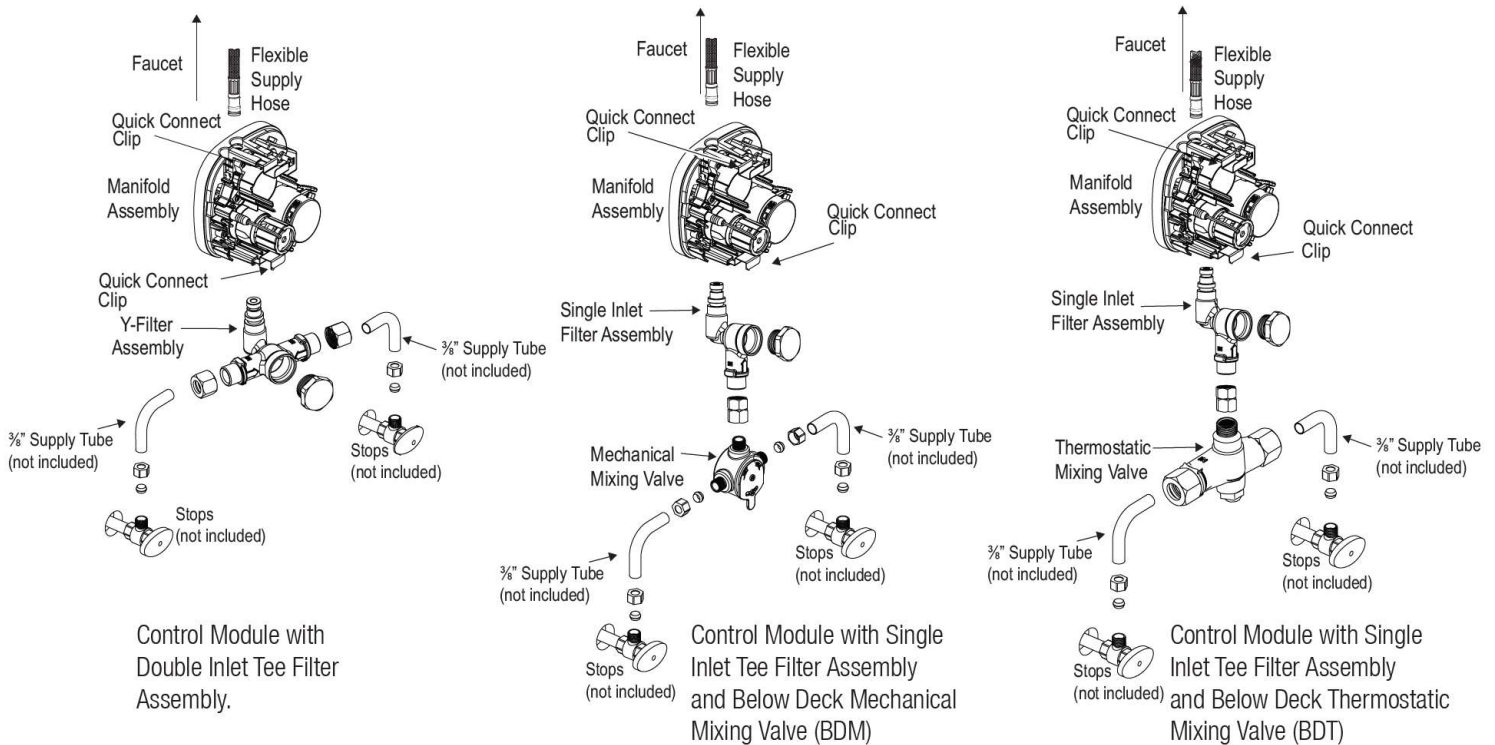 Faucet
Flexible
Supply
Hose
Quick Connect
Clip
Manifold
Assembly
Quick Connect
Clip
Y-Filter
Assembly
⅜” Supply Tube
(not included)
⅜” Supply Tube
(not included)
Stops
(not included)
Stops
(not included)
Control Module with
Double Inlet Tee Filter
Assembly.
Faucet
Flexible
Supply
Hose
Quick Connect
Clip
Manifold
Assembly
Quick Connect
Clip
Single Inlet
Filter Assembly
Mechanical
Mixing Valve
⅜” Supply Tube
(not included)
Stops
(not included)
⅜” Supply Tube
(not included)
Stops
(not included)
Control Module with Single
Inlet Tee Filter Assembly
and Below Deck Mechanical
Mixing Valve (BDM)
Faucet
Flexible
Supply
Hose
Quick Connect
Clip
Manifold
Assembly
Quick Connect
Clip
Single Inlet
Filter Assembly
Thermostatic
Mixing Valve
⅜” Supply Tube
(not included)
Stops
(not included)
⅜” Supply Tube
(not included)
Stops
(not included)
Control Module with Single
Inlet Tee Filter Assembly
and Below Deck Thermostatic
Mixing Valve (BDT)